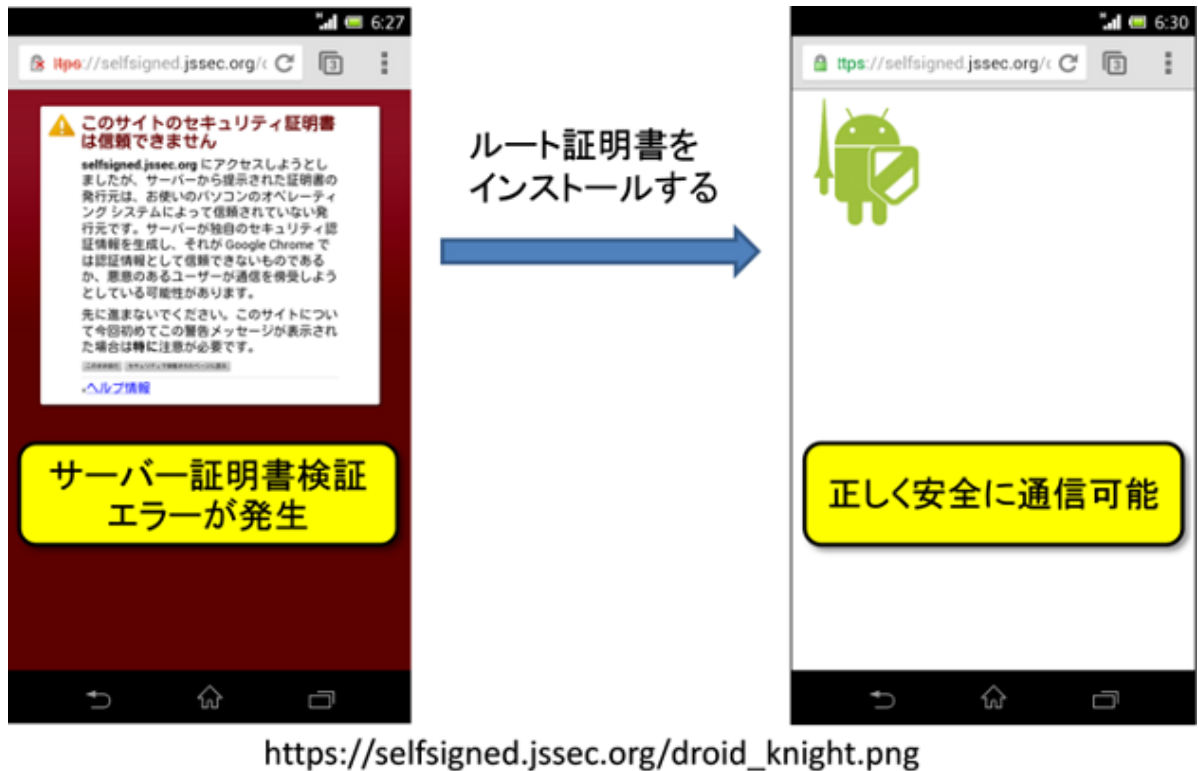 6:27
ttps://selfsigned.jssec.org/c
3
このサイトのセキュリティ証明書
は信頼できません
selfsigned.jssec.org にアクセスしようとし
ましたが、サーバーから提示された証明書の
発行元は、お使いのパソコンのオペレーティ
ング システムによって信頼されていない発
行元です。サーバーが独自のセキュリティ認
証情報を生成し、それが Google Chrome で
は認証情報として信頼できないものである
か、悪意のあるユーザーが通信を傍受しよう
としている可能性があります。
先に進まないでください。このサイトについ
て今回初めてこの警告メッセージが表示され
た場合は特に注意が必要です。
ヘルプ情報
サーバー証明書検証
エラーが発生
ルート証明書を
インストールする
6:30
ttps://selfsigned.jssec.org/c
3
正しく安全に通信可能
https://selfsigned.jssec.org/droid_knight.png